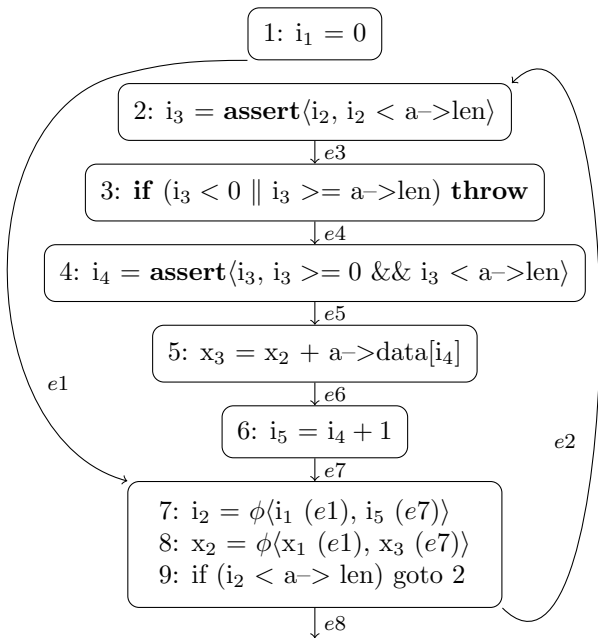 1: i₁ = 0
2: i₃ = assert⟨i₂, i₂ < a–>len⟩
e3
3: if (i₃ < 0 ∥ i₃ >= a–>len) throw
e4
4: i₄ = assert⟨i₃, i₃ >= 0 && i₃ < a–>len⟩
e5
5: x₃ = x₂ + a–>data[i₄]
e6
e1
6: i₅ = i₄ + 1
e2
e7
7: i₂ = ϕ⟨i₁ (e1), i₅ (e7)⟩
8: x₂ = ϕ⟨x₁ (e1), x₃ (e7)⟩
9: if (i₂ < a–> len) goto 2
e8